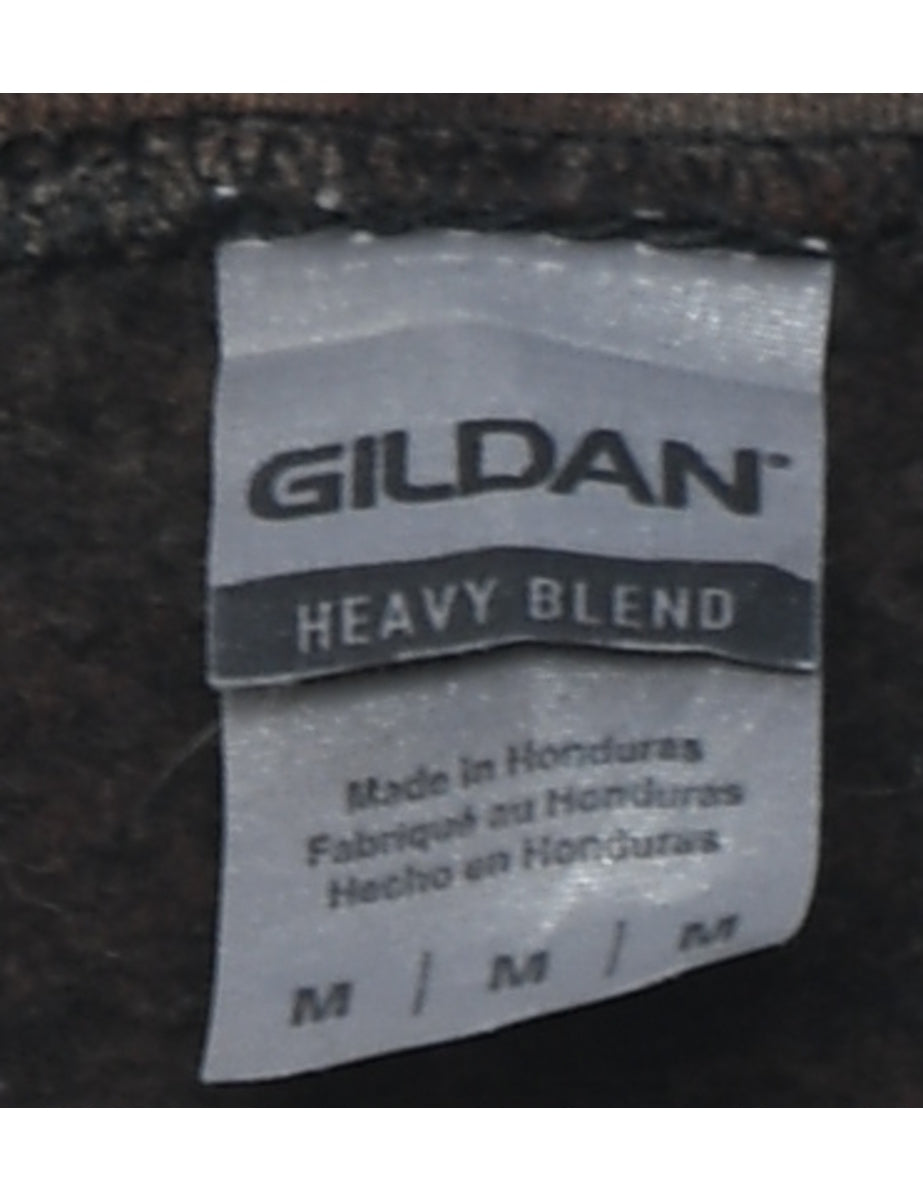 GILDAN
HEAVY BLEND
Made in Honduras
Fabriqué au Honduras
Hecho en Honduras
M / M / M